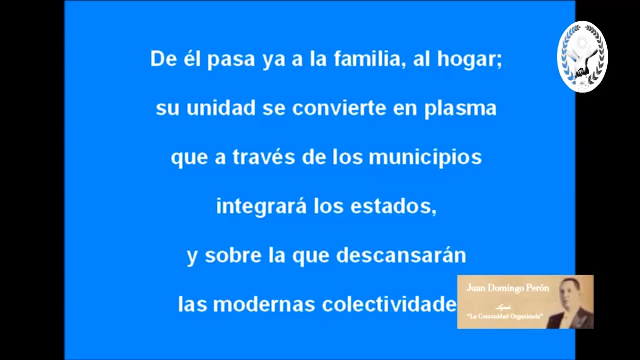 De él pasa ya a la familia, al hogar;
su unidad se convierte en plasma
que a través de los municipios
integrará los estados,
y sobre la que descansarán
las modernas colectividade
Juan Domingo Perón
"La Comunidad Organizada"